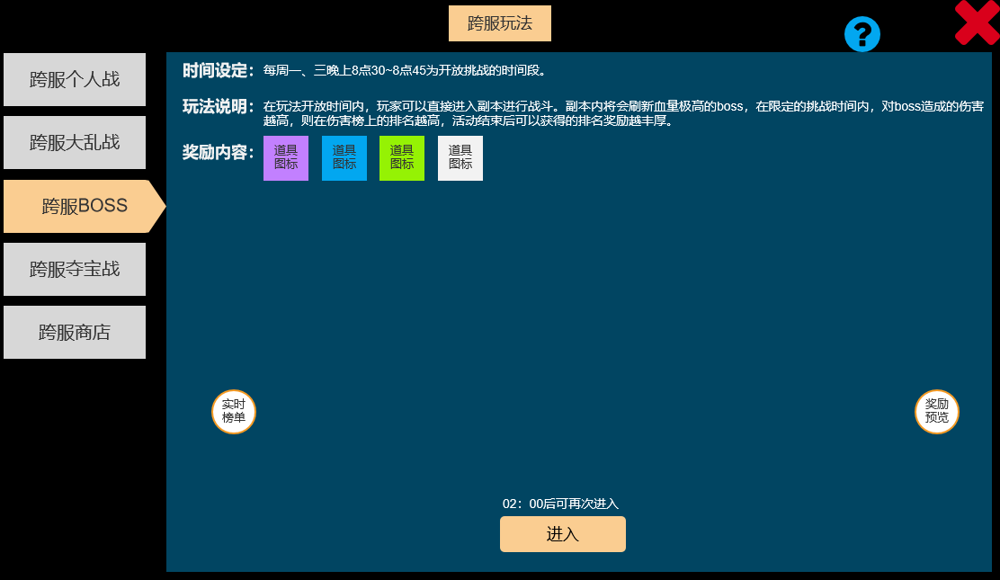 跨服玩法
?
跨服个人战
跨服大乱战
跨服BOSS
跨服夺宝战
跨服商店
时间设定：每周一、三晚上8点30~8点45为开放挑战的时间段。
玩法说明：在玩法开放时间内，玩家可以直接进入副本进行战斗。副本内将会刷新血量极高的boss，在限定的挑战时间内，对boss造成的伤害
越高，则在伤害榜上的排名越高，活动结束后可以获得的排名奖励越丰厚。
奖励内容：
道具
图标
道具
图标
道具
图标
道具
图标
实时
榜单
奖励
预览
02：00后可再次进入
进入